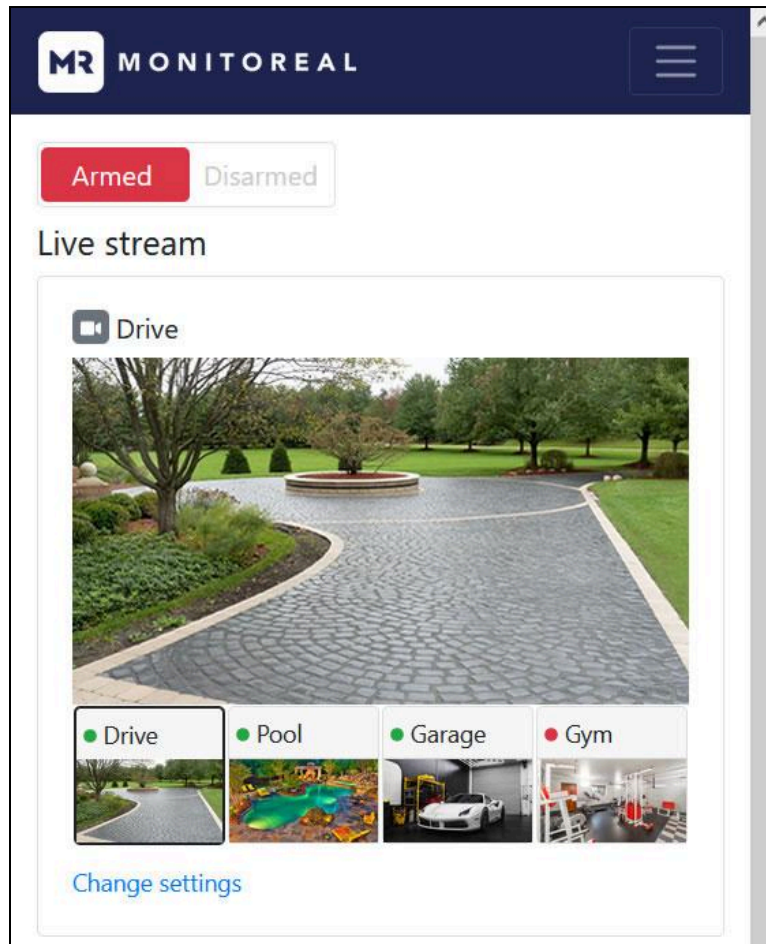 MR MONITOREAL
Armed Disarmed
Live stream
Drive
Drive Pool Garage Gym
Change settings